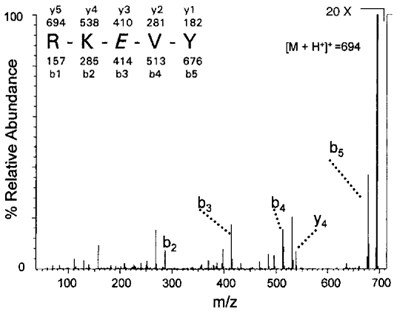 y5 y4 y3 y2 y1
694 538 410 281 182
R - K - E - V - Y
157 285 414 513 676
b1 b2 b3 b4 b5
20 X
[M + H⁺]⁺ =694
100
% Relative Abundance
0
b₂
b₃
b₄
y₄
b₅
100 200 300 400 500 600 700
m/z